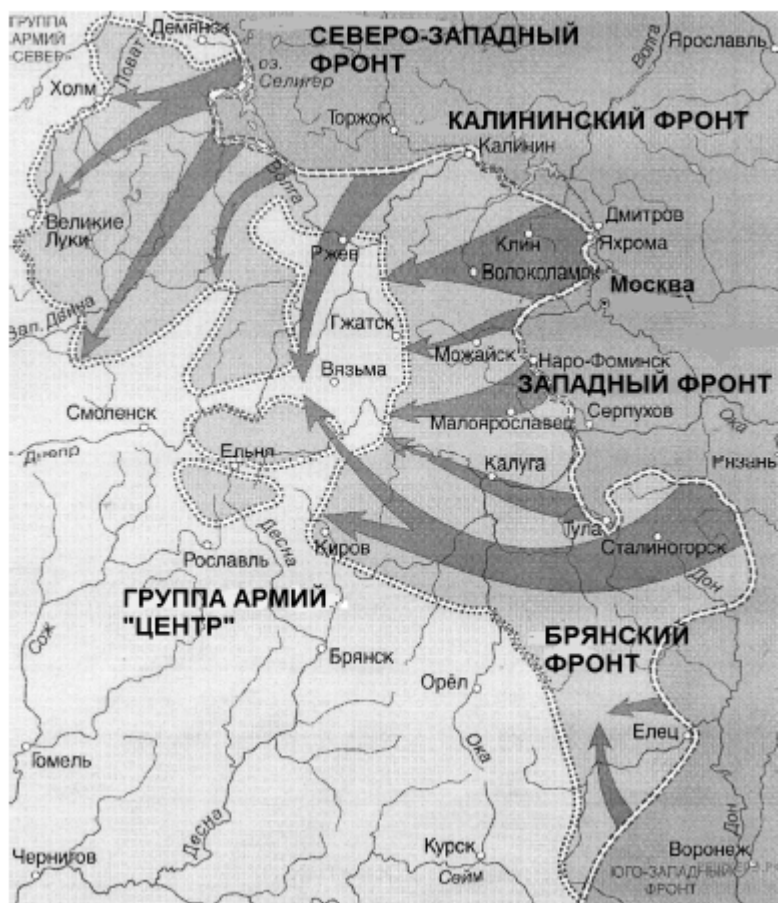 ГРУППА
АРМИЙ
«СЕВЕР»
Демянск
Ловат
Холм
оз.
Селигер
СЕВЕРО-ЗАПАДНЫЙ
ФРОНТ
Волга
Ярославль
Торжок
КАЛИНИНСКИЙ ФРОНТ
Калинин
Волга
Великие
Луки
Дмитров
Клин
Яхрома
Ржев
Волоколамск
Москва
Зап. Двина
Гжатск
Можайск
Наро-Фоминск
Вязьма
ЗАПАДНЫЙ ФРОНТ
Смоленск
Малоярославец
Серпухов
Ока
Днепр
Ельня
Калуга
Рязань
Десна
Тула
Рославль
Киров
Сталиногорск
Дон
ГРУППА АРМИЙ
"ЦЕНТР"
Сож
БРЯНСКИЙ
ФРОНТ
Брянск
Орёл
Елец
Ока
Гомель
Десна
Дон
Курск
Воронеж
Чернигов
Сейм
ЮГО-ЗАПАДНЫЙ
ФРОНТ